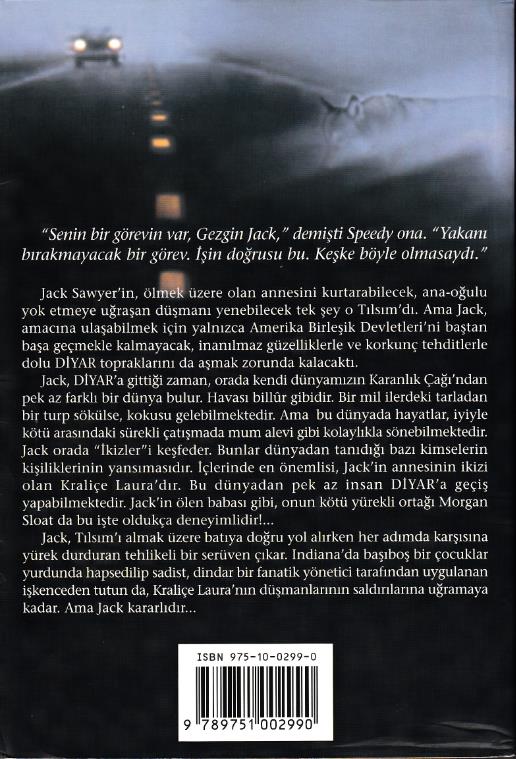 “Senin bir görevin var, Gezgin Jack,” demişti Speedy ona. “Yakanı
bırakmayacak bir görev. İşin doğrusu bu. Keşke böyle olmasaydı.”
Jack Sawyer'in, ölmek üzere olan annesini kurtarabilecek, ana-oğulu
yok etmeye uğraşan düşmanı yenebilecek tek şey o Tılsım'dı. Ama Jack,
amacına ulaşabilmek için yalnızca Amerika Birleşik Devletleri'ni baştan
başa geçmekle kalmayacak, inanılmaz güzelliklerle ve korkunç tehditlerle
dolu DİYAR topraklarını da aşmak zorunda kalacaktı.
Jack, DİYAR'a gittiği zaman, orada kendi dünyamızın Karanlık Çağı'ndan
pek az farklı bir dünya bulur. Havası billûr gibidir. Bir mil ilerdeki tarladan
bir turp sökülse, kokusu gelebilmektedir. Ama bu dünyada hayatlar, iyiyle
kötü arasındaki sürekli çatışmada mum alevi gibi kolaylıkla sönebilmektedir.
Jack orada “İkizler”i keşfeder. Bunlar dünyadan tanıdığı bazı kimselerin
kişiliklerinin yansımasıdır. İçlerinde en önemlisi, Jack'in annesinin ikizi
olan Kraliçe Laura'dır. Bu dünyadan pek az insan DİYAR'a geçiş
yapabilmektedir. Jack'in ölen babası gibi, onun kötü yürekli ortağı Morgan
Sloat da bu işte oldukça deneyimlidir!...
Jack, Tılsım'ı almak üzere batıya doğru yol alırken her adımda karşısına
yürek durduran tehlikeli bir serüven çıkar. Indiana'da başıboş bir çocuklar
yurdunda hapsedilip sadist, dindar bir fanatik yönetici tarafından uygulanan
işkenceden tutun da, Kraliçe Laura'nın düşmanlarının saldırılarına uğramaya
kadar. Ama Jack kararlıdır...
ISBN 975-10-0299-0
9 789751 002990